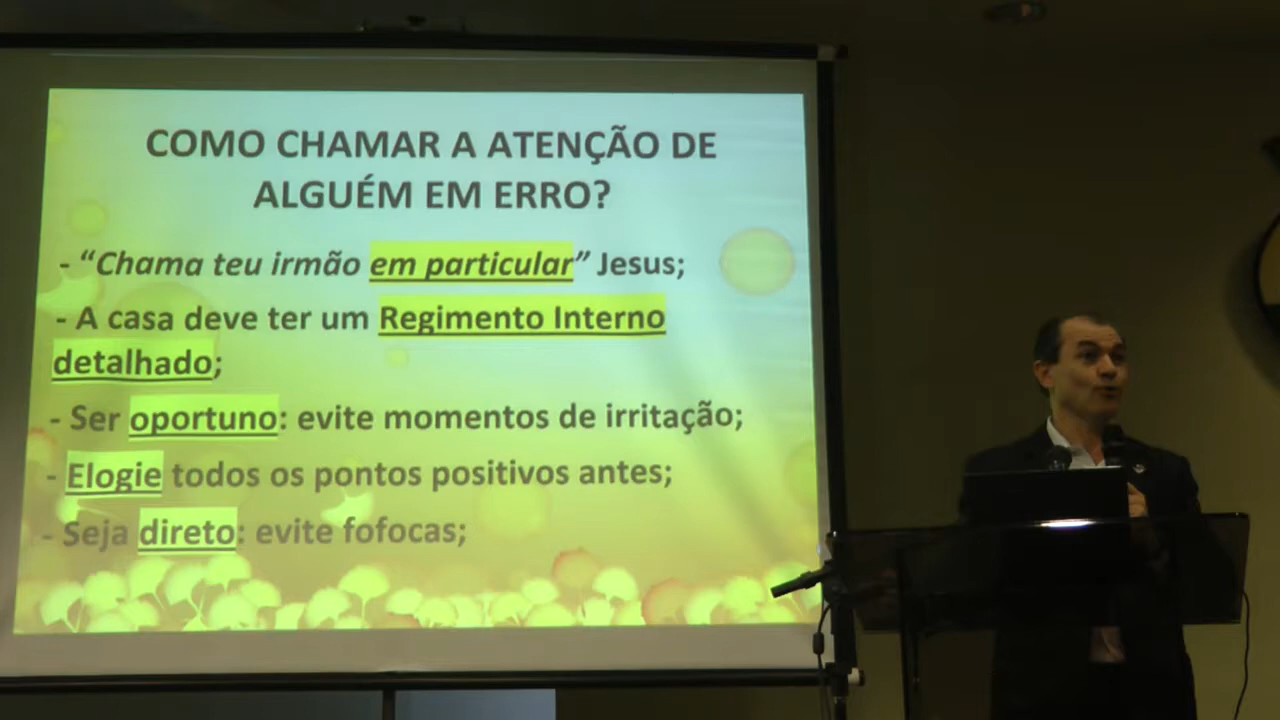 COMO CHAMAR A ATENÇÃO DE
ALGUÉM EM ERRO?
- “Chama teu irmão em particular” Jesus;
- A casa deve ter um Regimento Interno
detalhado;
- Ser oportuno: evite momentos de irritação;
- Elogie todos os pontos positivos antes;
- Seja direto: evite fofocas;